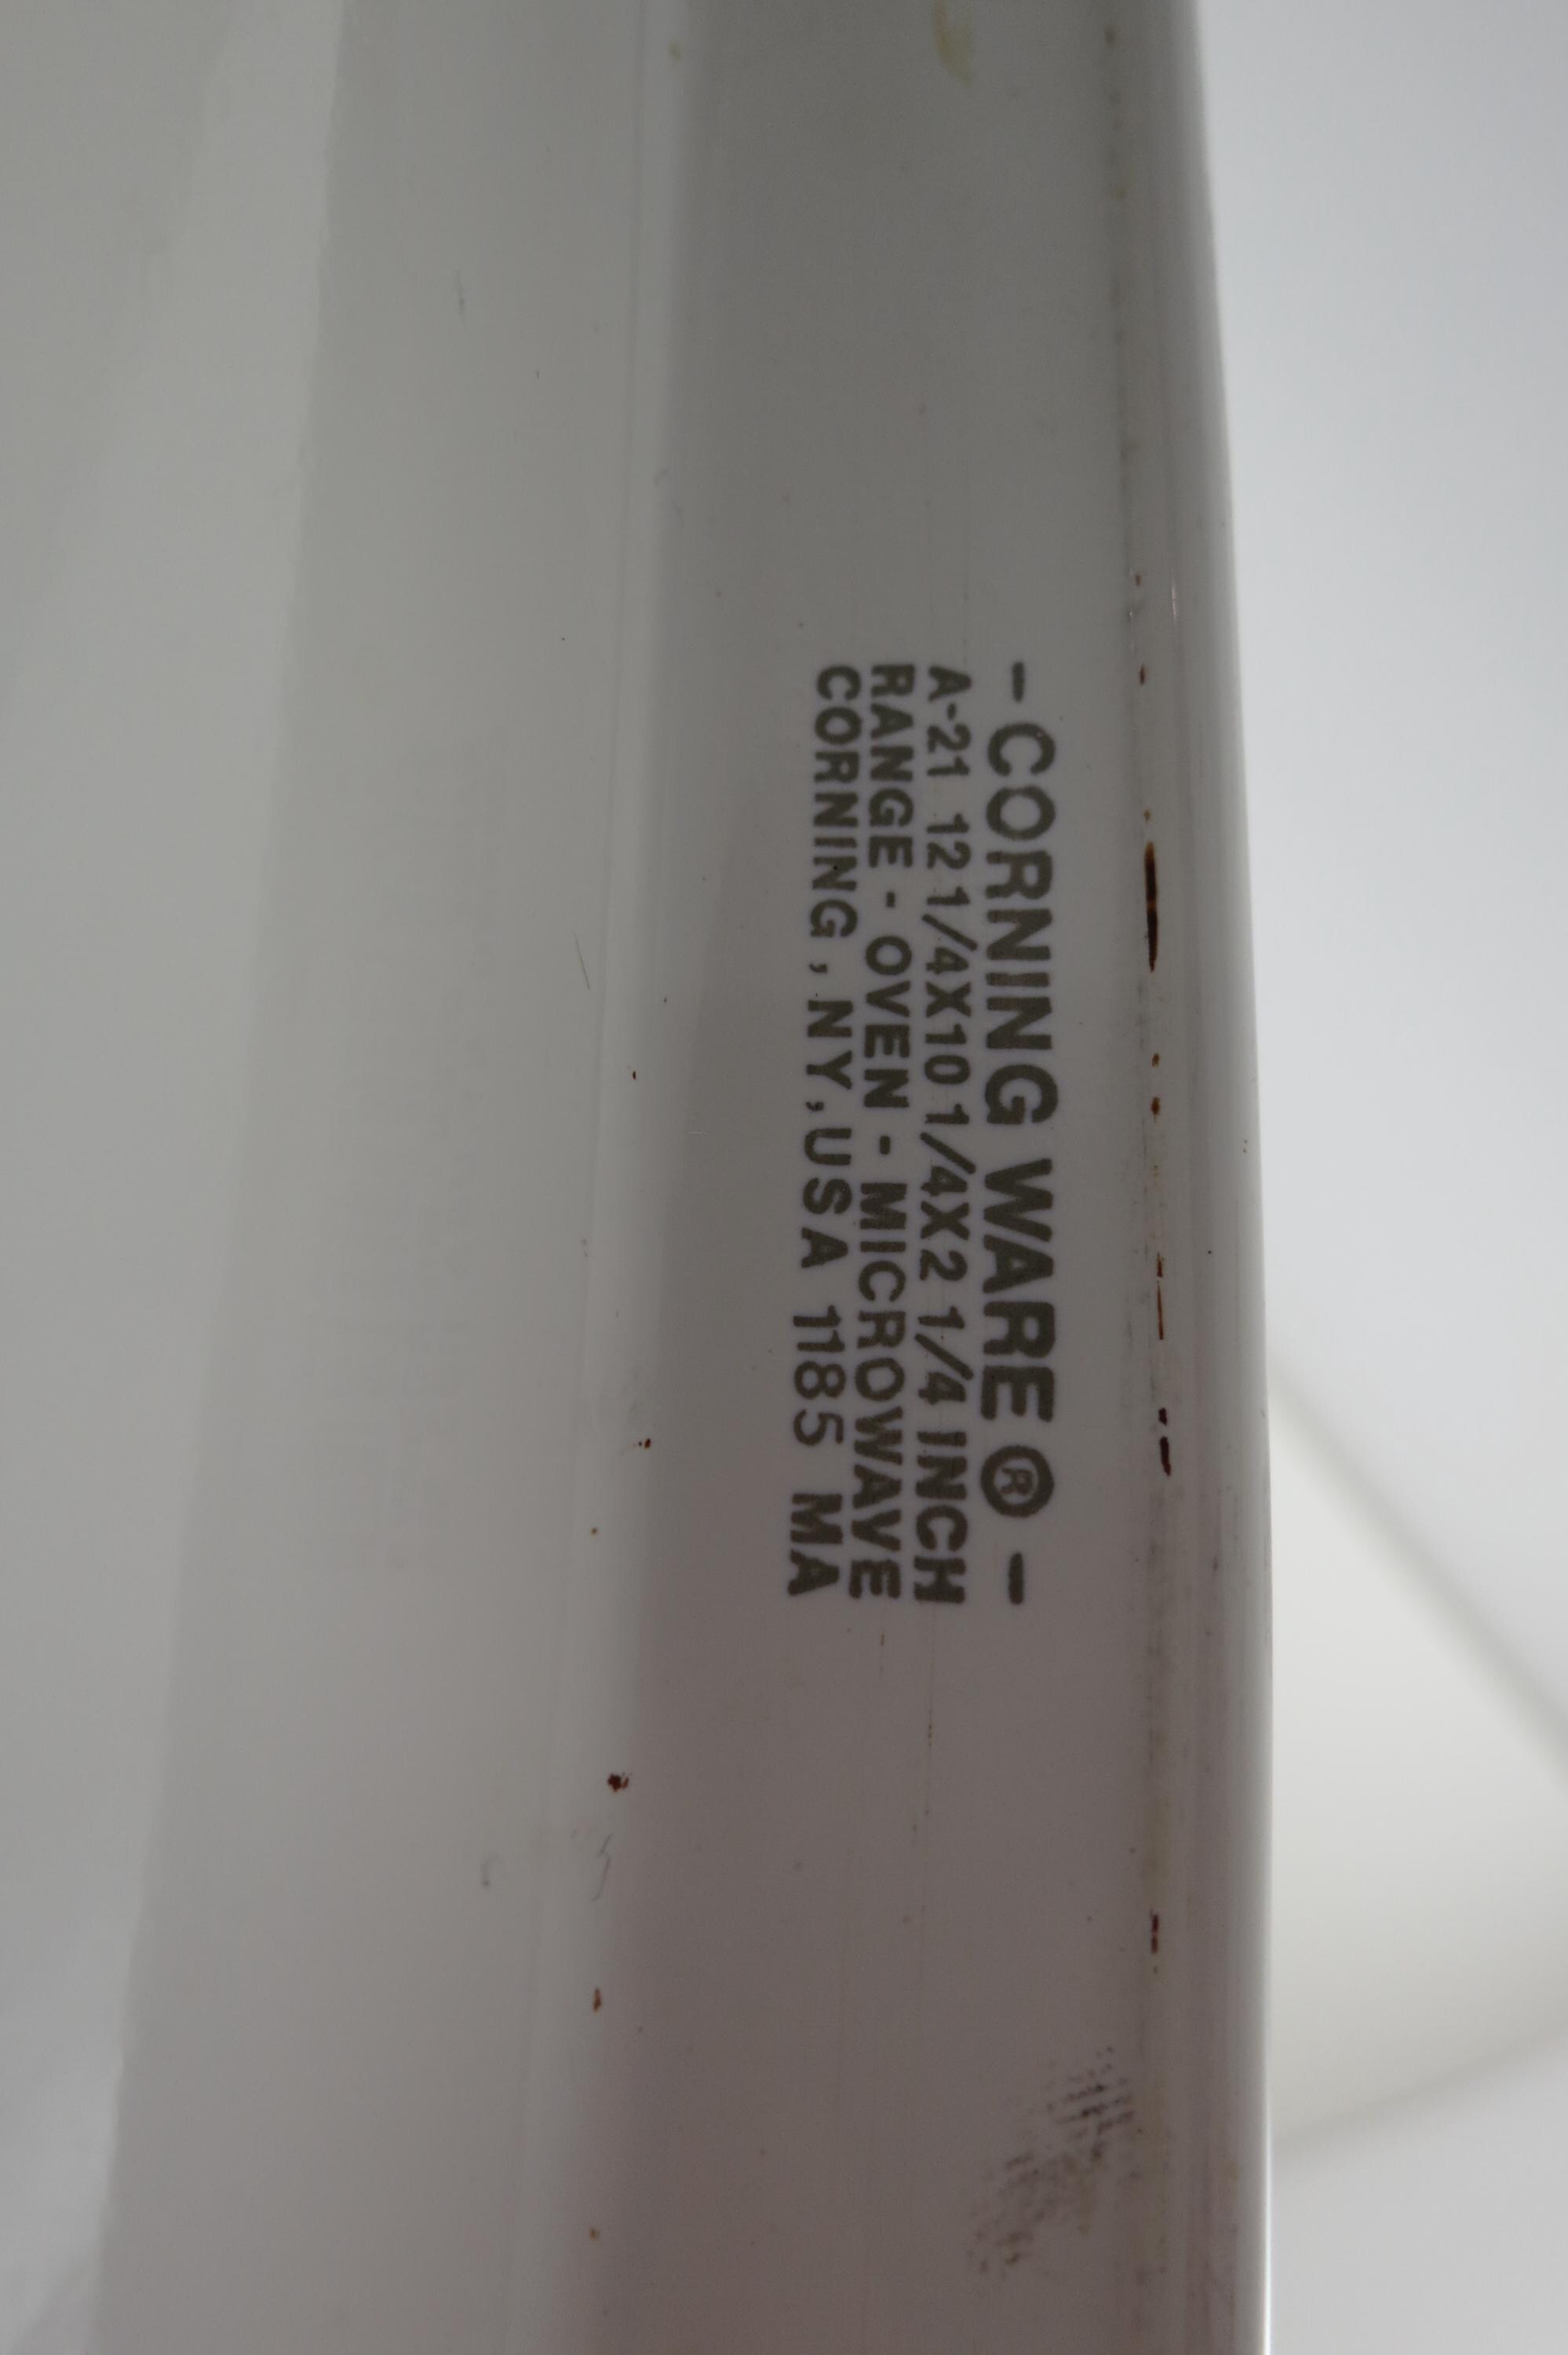 - CORNING WARE ® -
A-21 12 1/4X10 1/4X2 1/4 INCH
RANGE - OVEN - MICROWAVE
CORNING, NY, USA 1185 MA